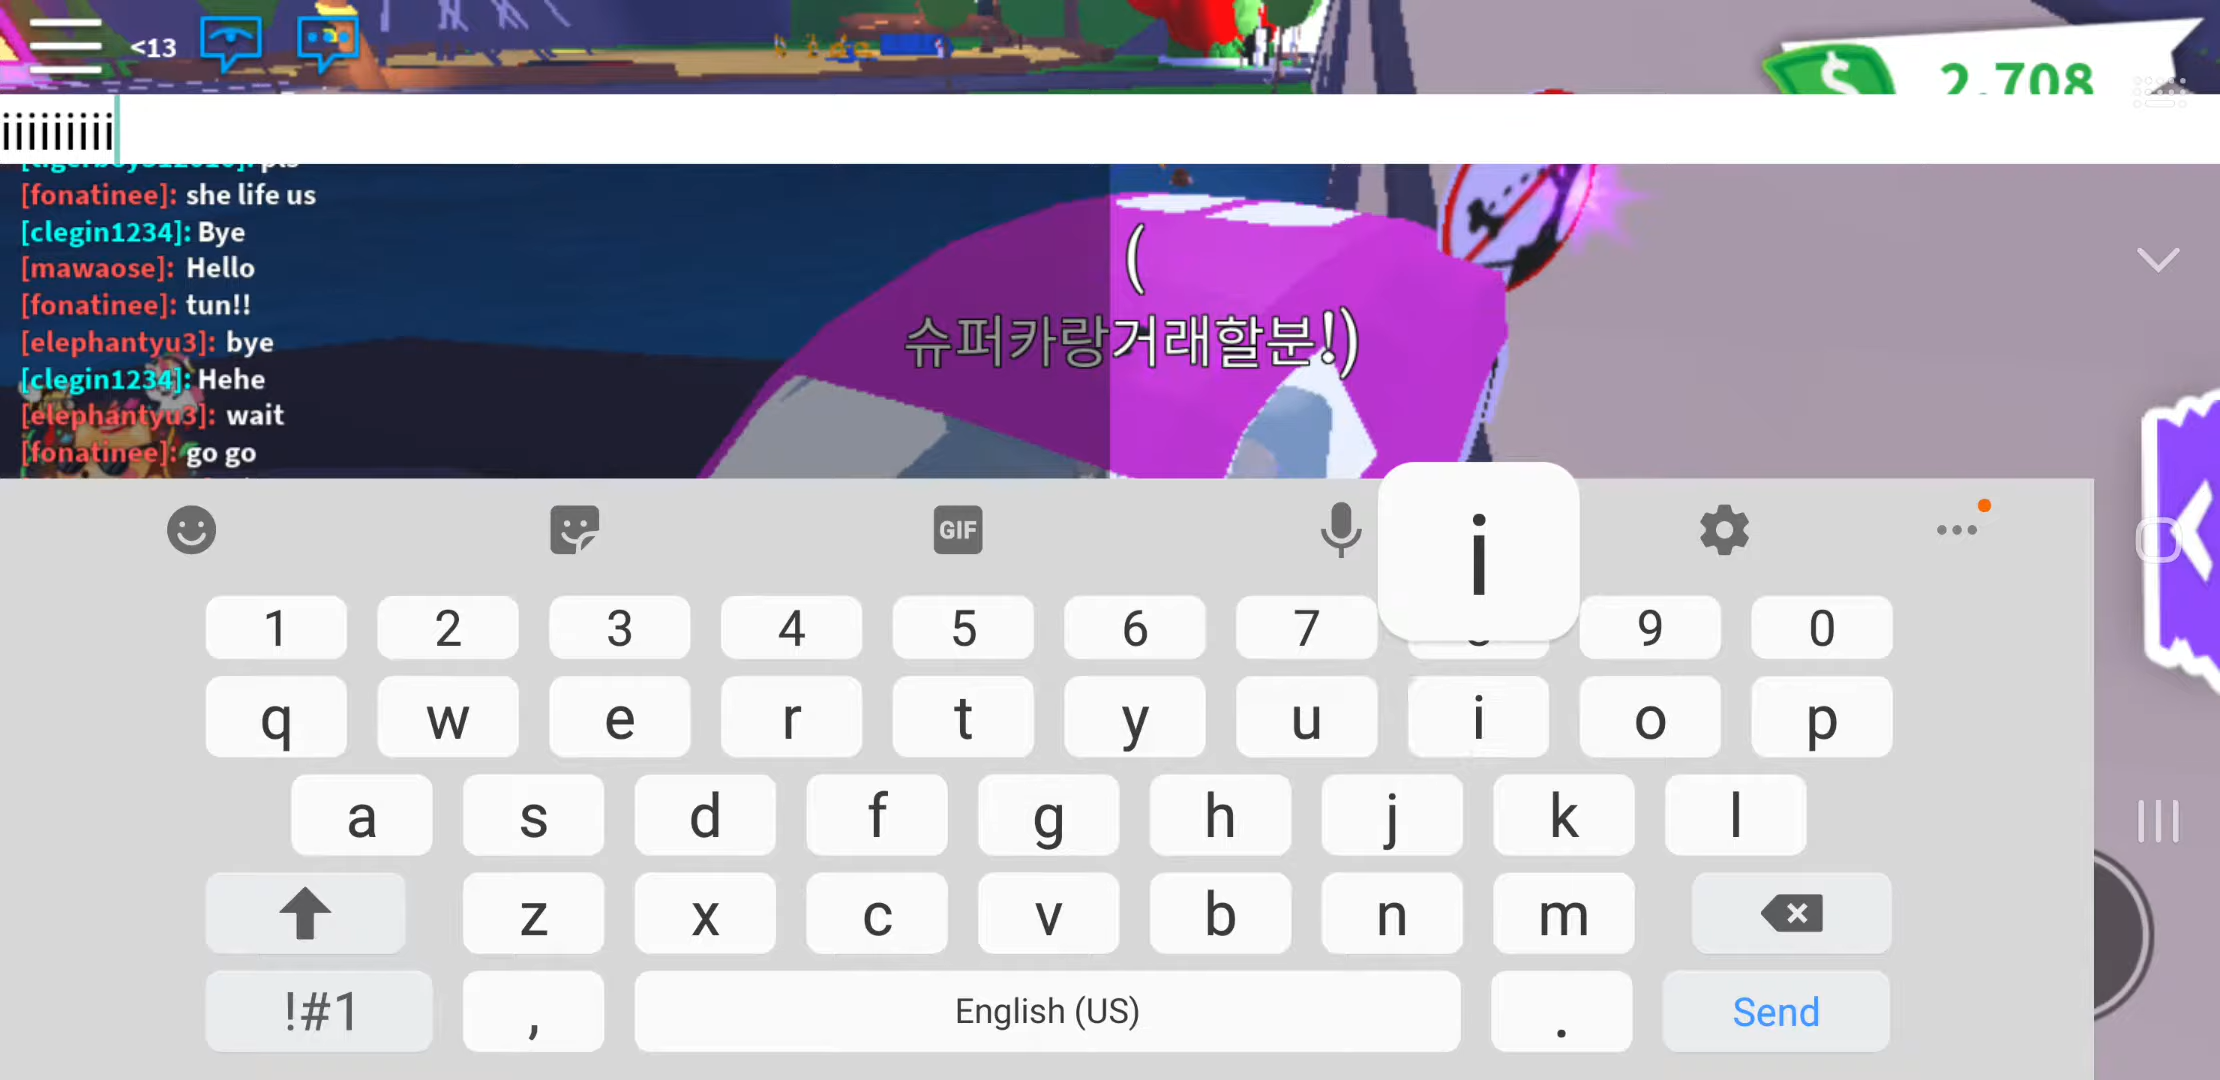 <13
2,708
iiiiiiiii
[fonatinee]: she life us
[clegin1234]: Bye
[mawaose]: Hello
[fonatinee]: tun!!
[elephantyu3]: bye
[clegin1234]: Hehe
[elephantyu3]: wait
[fonatinee]: go go
(
슈퍼카랑거래할분!)
GIF
i
1 2 3 4 5 6 7 9 0
q w e r t y u i o p
a s d f g h j k l
z x c v b n m
!#1 , English (US) . Send